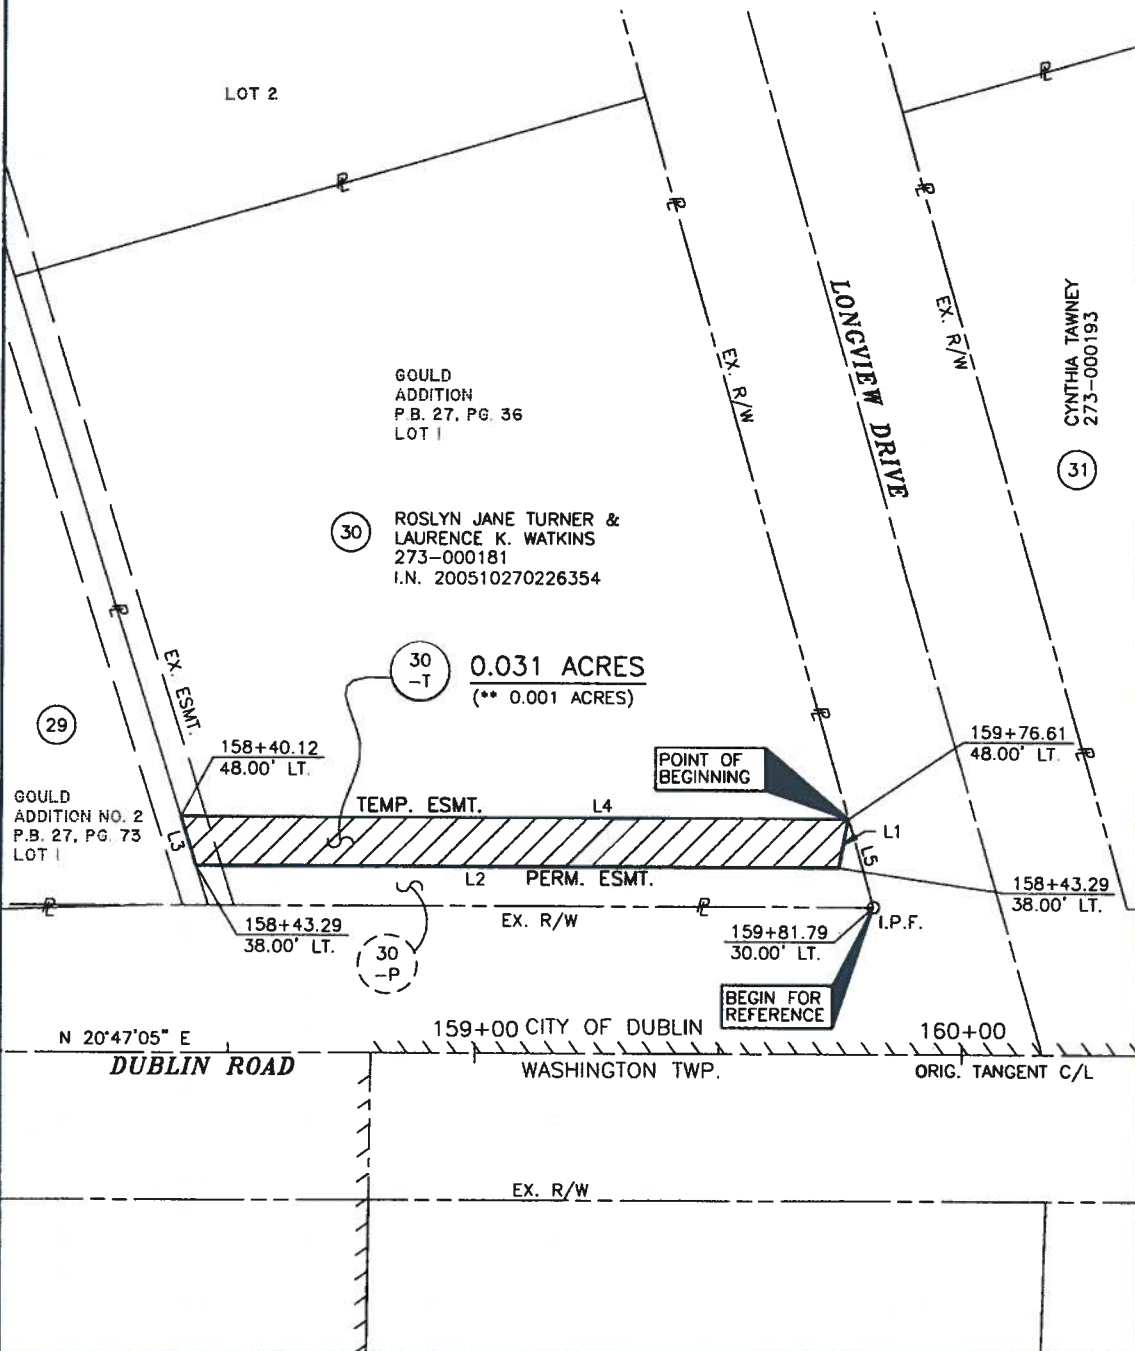 LOT 2
LONGVIEW DRIVE
EX. R/W
EX. R/W
CYNTHIA TAWNEY
273-000193
31
GOULD
ADDITION
P.B. 27, PG. 36
LOT 1
30
ROSLYN JANE TURNER &
LAURENCE K. WATKINS
273-000181
I.N. 200510270226354
30
-T
0.031 ACRES
(** 0.001 ACRES)
EX. ESMT.
29
GOULD
ADDITION NO. 2
P.B. 27, PG. 73
LOT 1
158+40.12
48.00' LT.
POINT OF
BEGINNING
159+76.61
48.00' LT.
TEMP. ESMT.
L4
L1
L3
L5
L2
PERM. ESMT.
158+43.29
38.00' LT.
158+43.29
38.00' LT.
EX. R/W
30
-P
159+81.79
30.00' LT.
I.P.F.
BEGIN FOR
REFERENCE
N 20°47'05" E
159+00
CITY OF DUBLIN
160+00
DUBLIN ROAD
WASHINGTON TWP.
ORIG. TANGENT C/L
EX. R/W